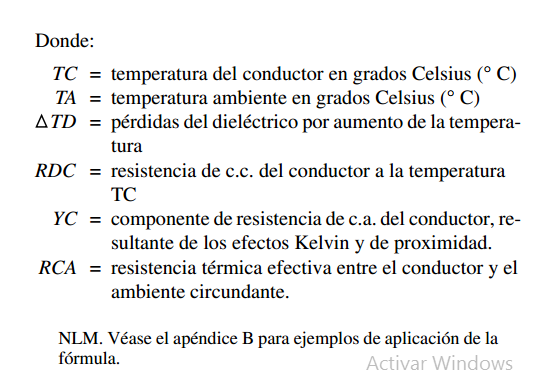 Donde:
TC = temperatura del conductor en grados Celsius (° C)
TA = temperatura ambiente en grados Celsius (° C)
ΔTD = pérdidas del dieléctrico por aumento de la tempera-
tura
RDC = resistencia de c.c. del conductor a la temperatura
TC
YC = componente de resistencia de c.a. del conductor, re-
sultante de los efectos Kelvin y de proximidad.
RCA = resistencia térmica efectiva entre el conductor y el
ambiente circundante.
NLM. Véase el apéndice B para ejemplos de aplicación de la
fórmula.
Activar Windows